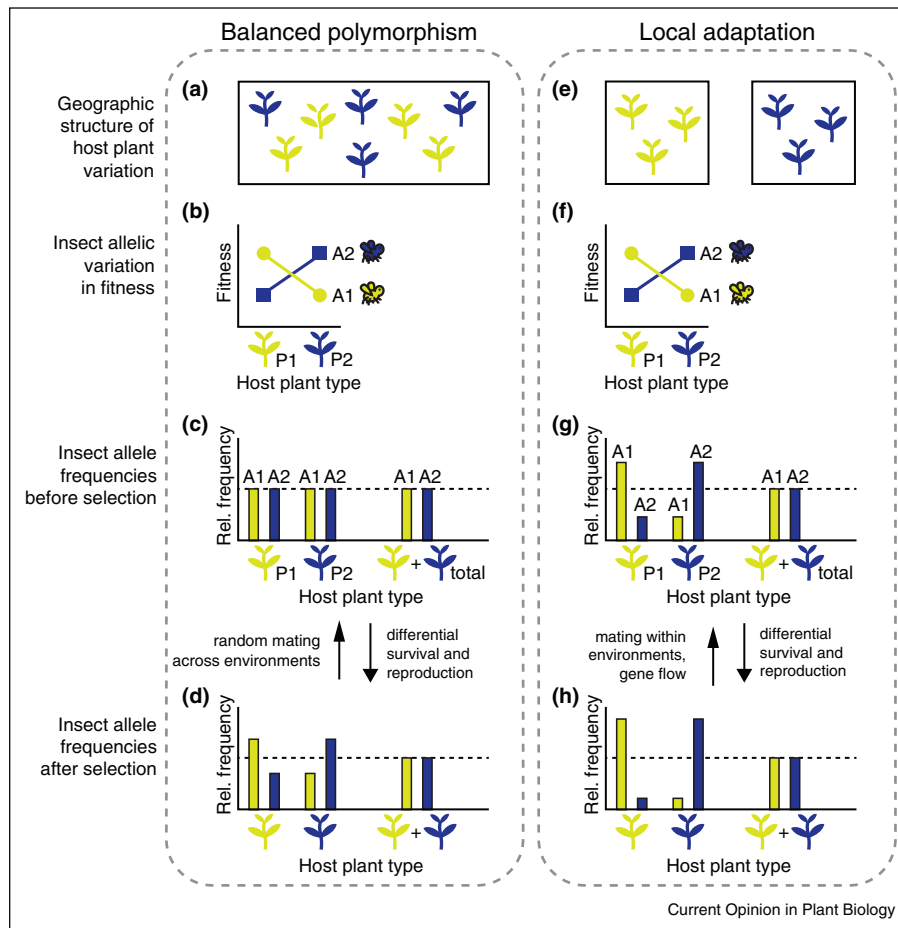 Balanced polymorphism
Local adaptation
Geographic
structure of
host plant
variation
(a)
(e)
Insect allelic
variation
in fitness
(b)
Fitness
A2
A1
P1
P2
Host plant type
(f)
Fitness
A2
A1
P1
P2
Host plant type
Insect allele
frequencies
before selection
(c)
Rel. frequency
A1 A2 A1 A2 A1 A2
P1 P2 + total
Host plant type
(g)
Rel. frequency
A1 A2 A1 A2 A1 A2
P1 P2 + total
Host plant type
random mating
across environments
differential
survival and
reproduction
mating within
environments,
gene flow
differential
survival and
reproduction
Insect allele
frequencies
after selection
(d)
Rel. frequency
+
Host plant type
(h)
Rel. frequency
+
Host plant type
Current Opinion in Plant Biology